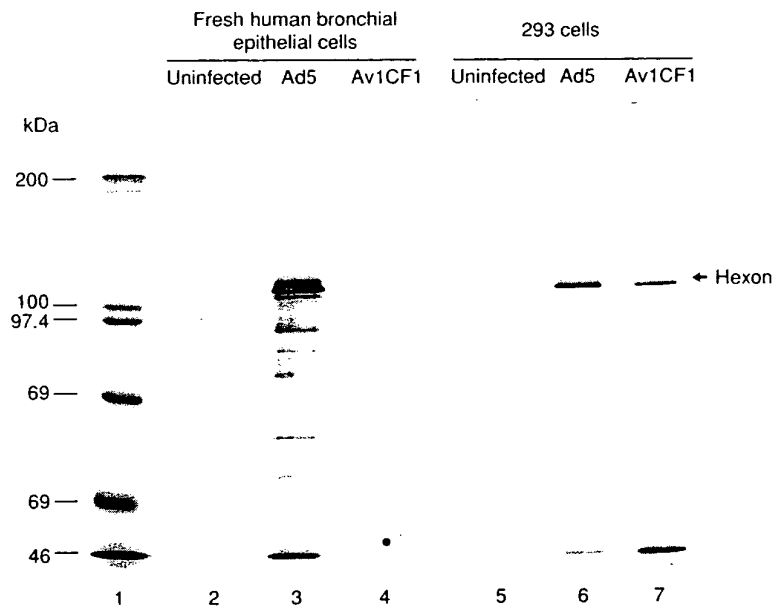 Fresh human bronchial
epithelial cells
293 cells
Uninfected Ad5 Av1CF1 Uninfected Ad5 Av1CF1
kDa
200
Hexon
100
97.4
69
69
46
1 2 3 4 5 6 7